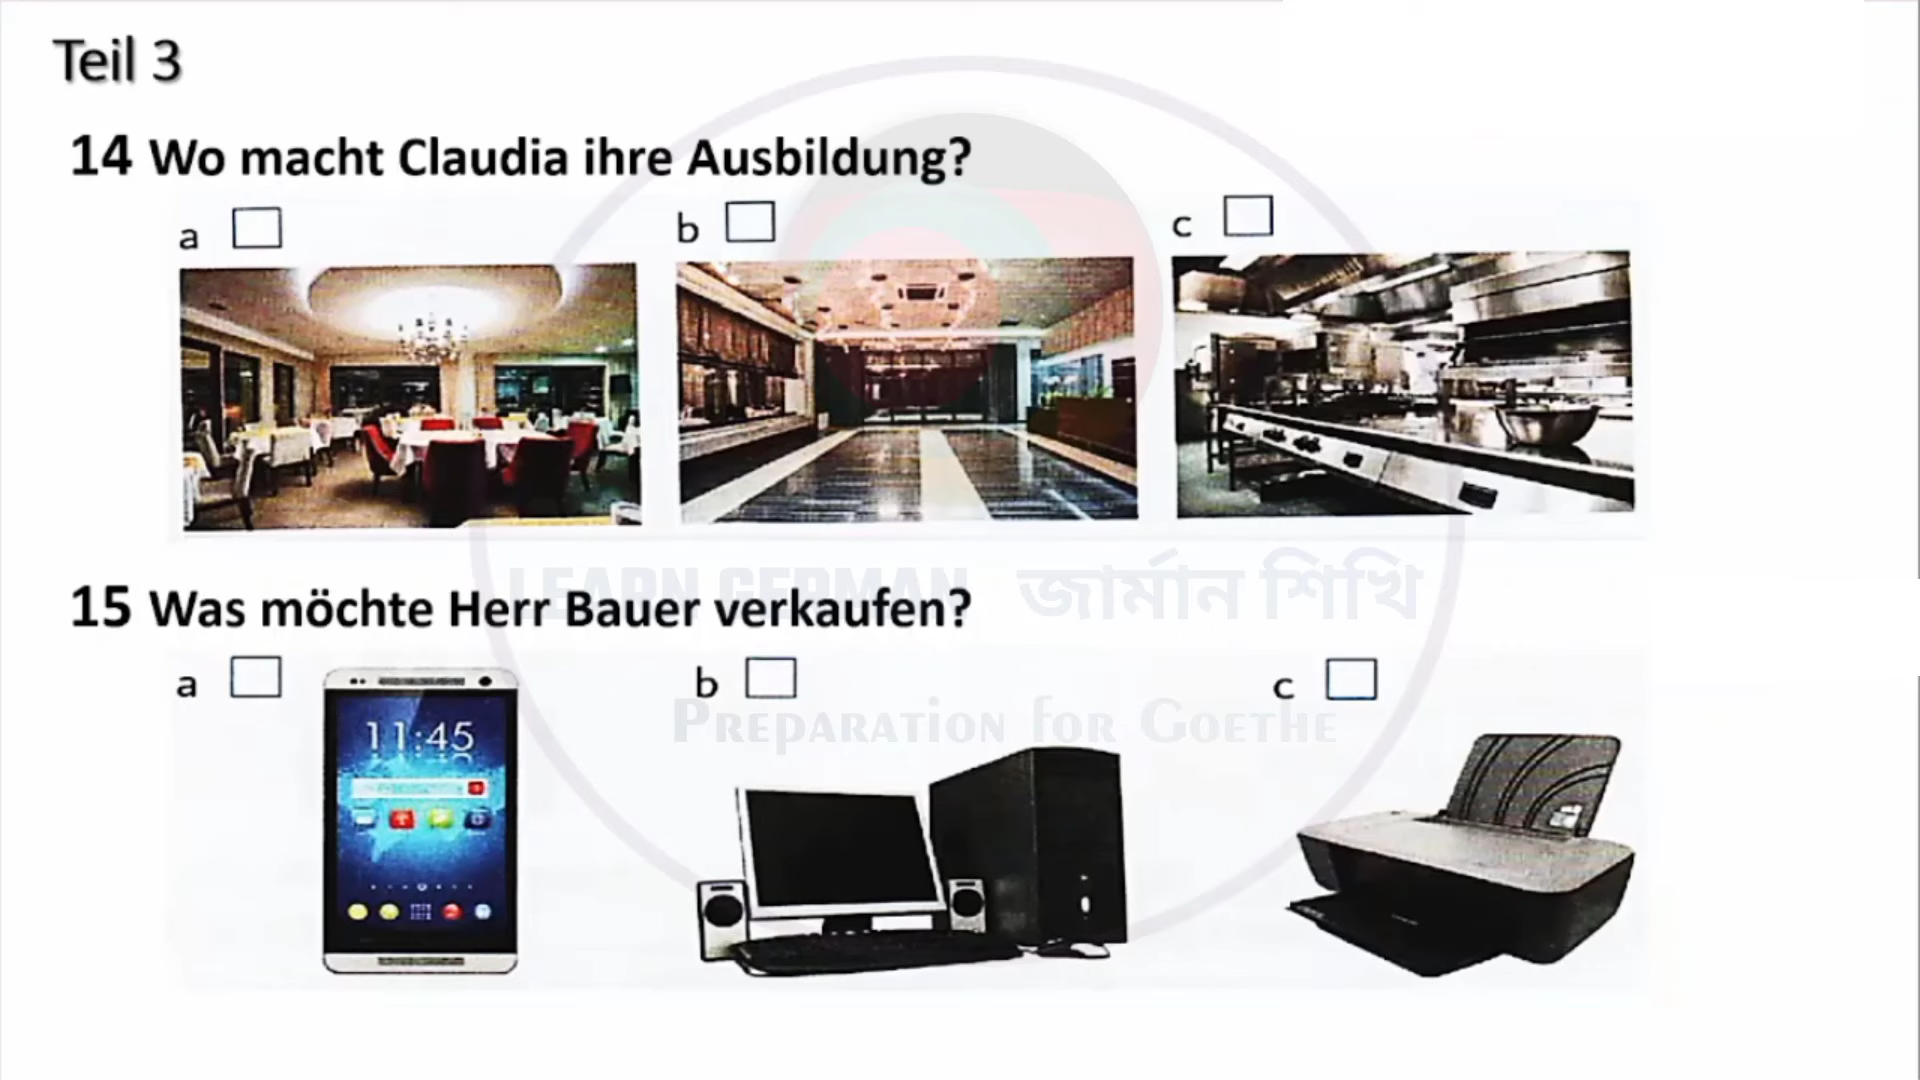 Teil 3
14 Wo macht Claudia ihre Ausbildung?
a
b
c
LEARN GERMAN জার্মান শিখি
15 Was möchte Herr Bauer verkaufen?
a
b
c
Preparation for Goethe
11:45